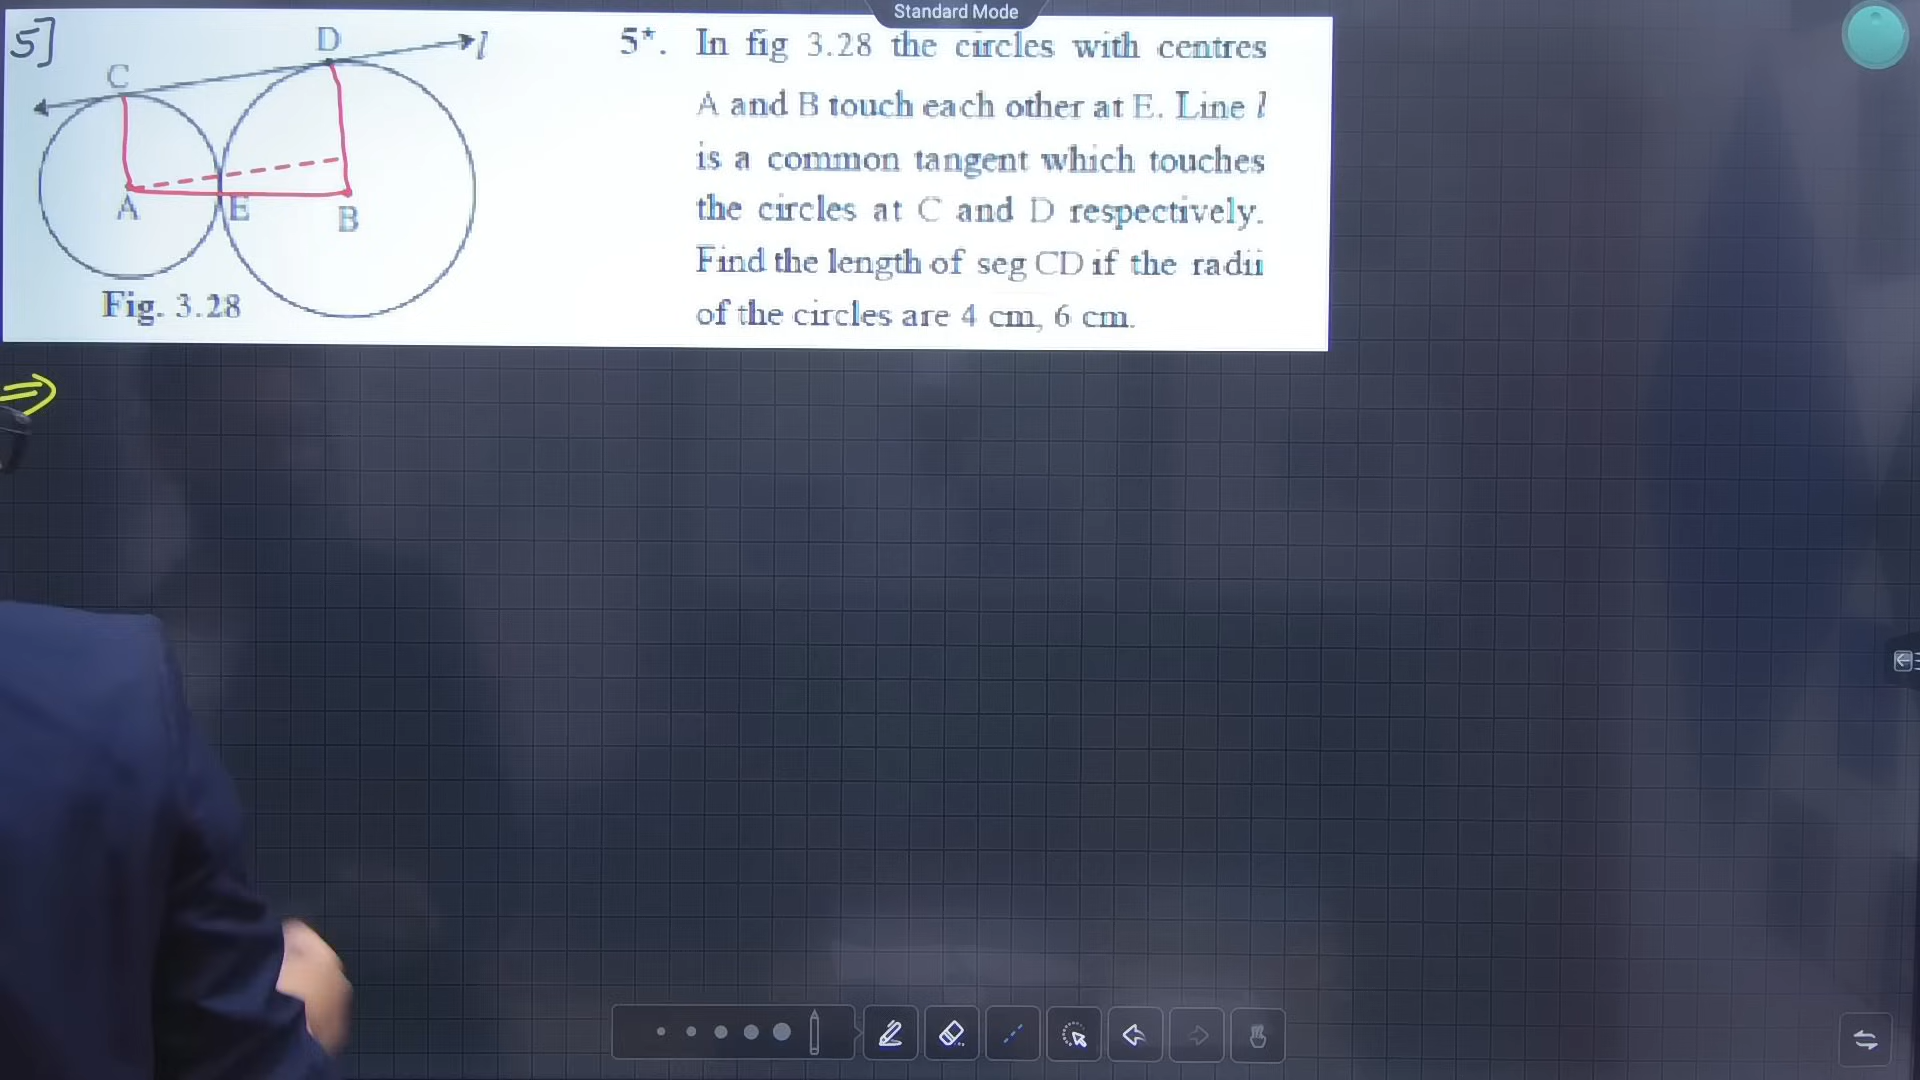 Standard Mode
5]
D
l
C
A
E
B
Fig. 3.28
5*. In fig 3.28 the circles with centres
A and B touch each other at E. Line l
is a common tangent which touches
the circles at C and D respectively.
Find the length of seg CD if the radii
of the circles are 4 cm, 6 cm.
⇒